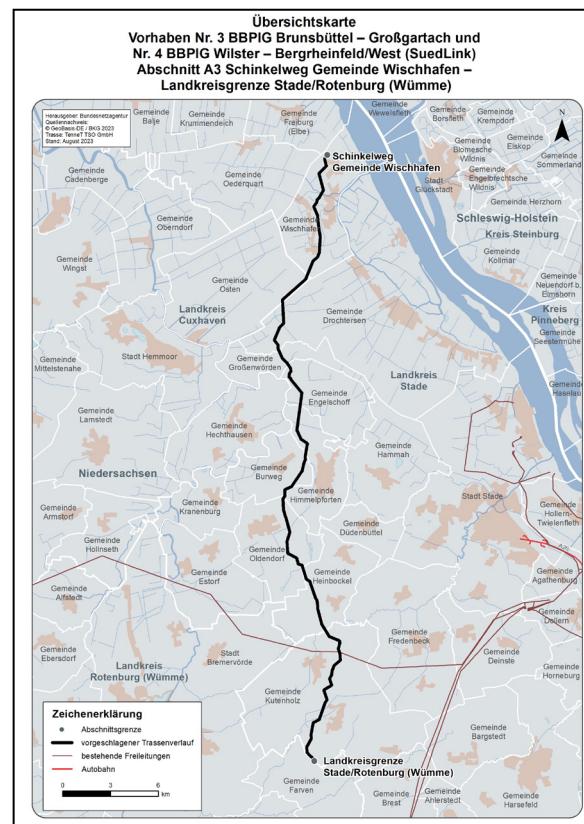 Übersichtskarte
Vorhaben Nr. 3 BBPlG Brunsbüttel – Großgartach und
Nr. 4 BBPlG Wilster – Bergrheinfeld/West (SuedLink)
Abschnitt A3 Schinkelweg Gemeinde Wischhafen –
Landkreisgrenze Stade/Rotenburg (Wümme)
Herausgeber: Bundesnetzagentur
Quellennachweis:
© GeoBasis-DE / BKG 2023
Trasse: TenneT TSO GmbH
Stand: August 2023
Gemeinde
Balje
Gemeinde
Krummendeich
Gemeinde
Freiburg
(Elbe)
Gemeinde
Wewelsfleth
Gemeinde
Borsfleth
Gemeinde
Krempdorf
N
Gemeinde
Elskop
Gemeinde
Blomesche
Wildnis
Gemeinde
Sommerland
Schinkelweg
Gemeinde Wischhafen
Gemeinde
Cadenberge
Gemeinde
Oederquart
Stadt
Glückstadt
Gemeinde
Engelbrechtsche
Wildnis
Gemeinde Herzhorn
Gemeinde
Oberndorf
Gemeinde
Wischhafen
Schleswig-Holstein
Kreis Steinburg
Gemeinde
Kollmar
Gemeinde
Wingst
Gemeinde
Osten
Gemeinde
Neuendorf b.
Elmshorn
Landkreis
Cuxhaven
Gemeinde
Drochtersen
Kreis
Pinneberg
Gemeinde
Seestermühe
Stadt Hemmoor
Gemeinde
Mittelstenahe
Gemeinde
Großenwörden
Landkreis
Stade
Gemeinde
Haselau
Gemeinde
Engelschoff
Gemeinde
Lamstedt
Gemeinde
Hechthausen
Gemeinde
Hammah
Niedersachsen
Gemeinde
Burweg
Gemeinde
Himmelpforten
Stadt Stade
Gemeinde
Kranenburg
Gemeinde
Hollern-
Twielenfleth
Gemeinde
Armstorf
Gemeinde
Düdenbüttel
Gemeinde
Hollnseth
Gemeinde
Oldendorf
Gemeinde
Estorf
Gemeinde
Heinbockel
Gemeinde
Agathenburg
Gemeinde
Alfstedt
Gemeinde
Dollern
Gemeinde
Fredenbeck
Gemeinde
Deinste
Gemeinde
Ebersdorf
Stadt
Bremervörde
Landkreis
Rotenburg (Wümme)
Gemeinde
Horneburg
Gemeinde
Kutenholz
Gemeinde
Bargstedt
Landkreisgrenze
Stade/Rotenburg (Wümme)
Gemeinde
Farven
Gemeinde
Brest
Gemeinde
Ahlerstedt
Gemeinde
Harsefeld
Zeichenerklärung
Abschnittsgrenze
vorgeschlagener Trassenverlauf
bestehende Freileitungen
Autobahn
0 3 6
km